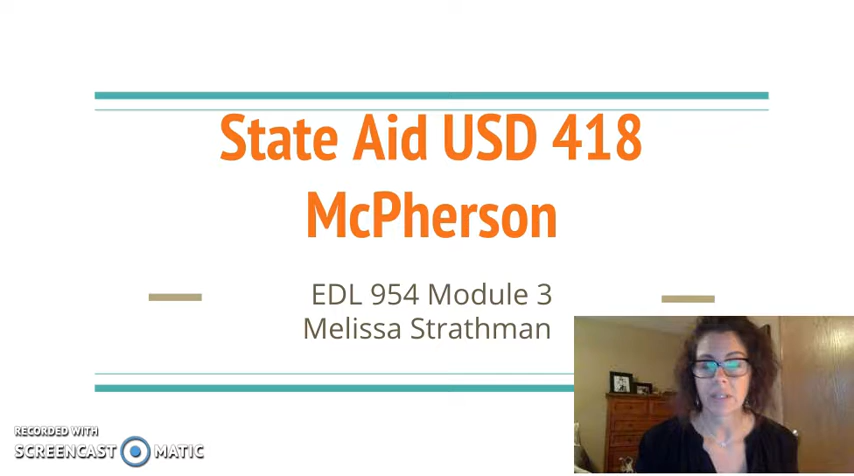 State Aid USD 418
McPherson
EDL 954 Module 3
Melissa Strathman
RECORDED WITH
SCREENCAST MATIC